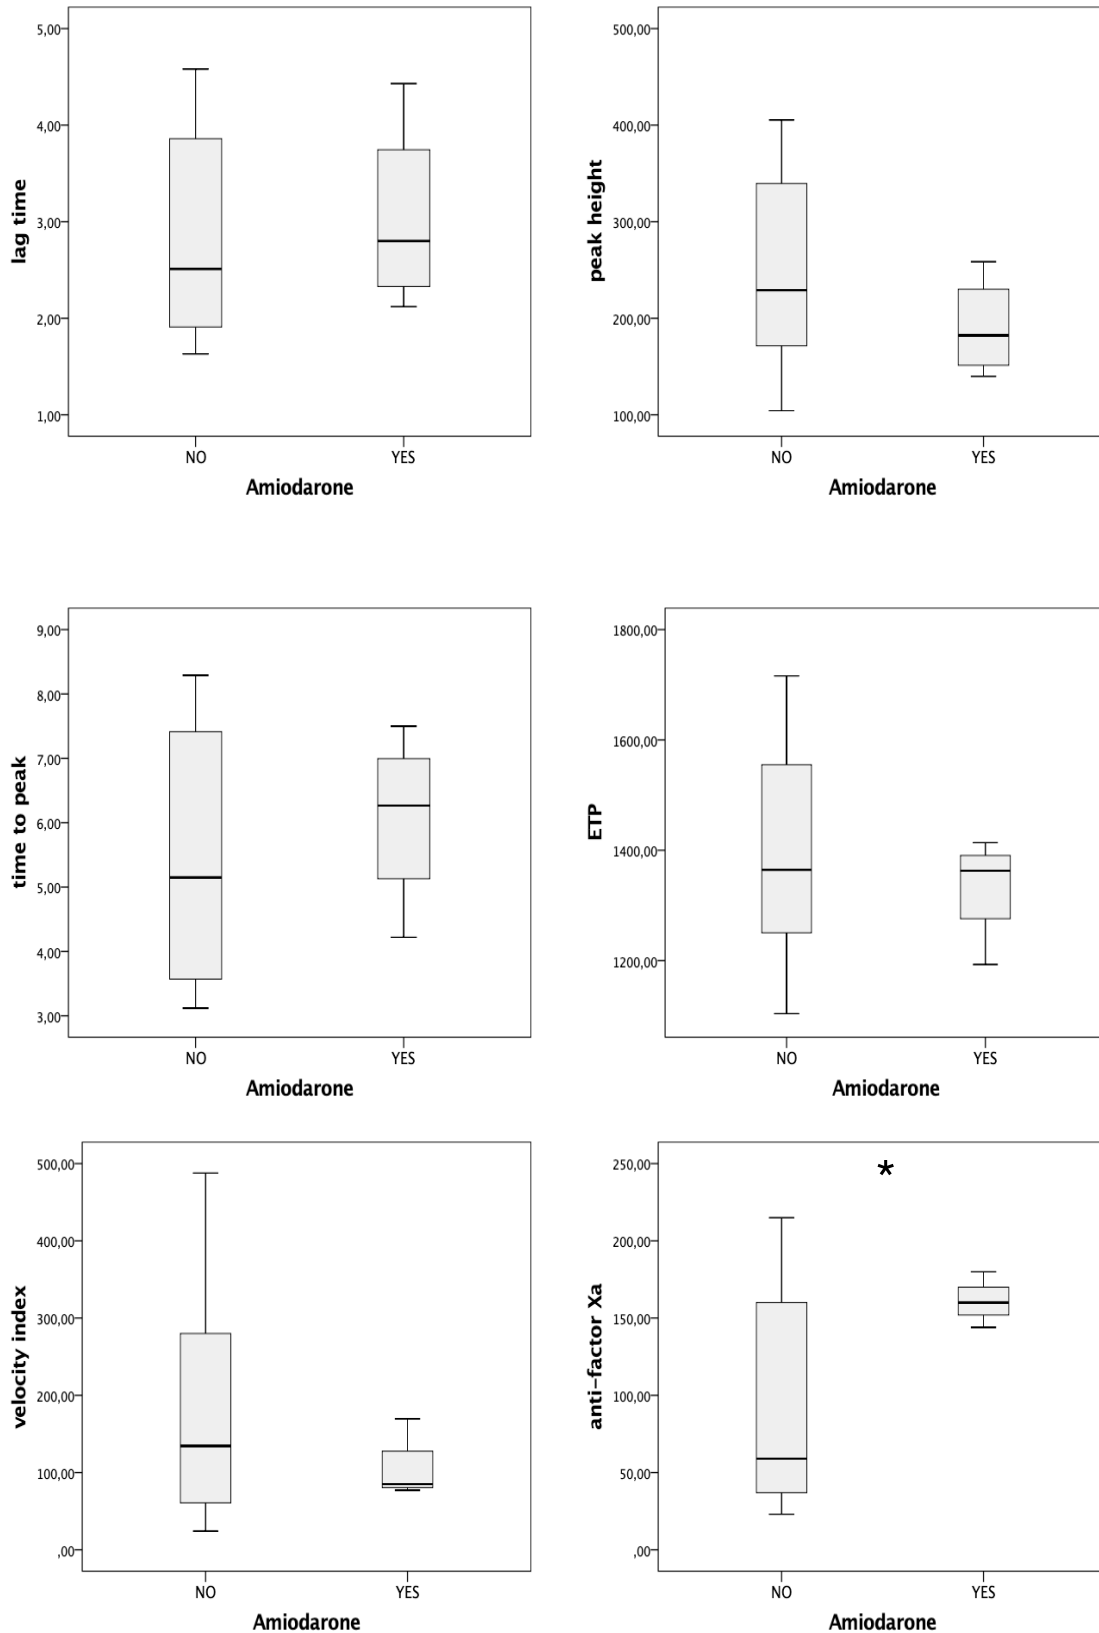 5,00
4,00
3,00
2,00
1,00
lag time
NO YES
Amiodarone
500,00
400,00
300,00
200,00
100,00
peak height
NO YES
Amiodarone
9,00
8,00
7,00
6,00
5,00
4,00
3,00
time to peak
NO YES
Amiodarone
1800,00
1600,00
1400,00
1200,00
ETP
NO YES
Amiodarone
500,00
400,00
300,00
200,00
100,00
,00
velocity index
NO YES
Amiodarone
250,00
200,00
150,00
100,00
50,00
,00
anti-factor Xa
*
NO YES
Amiodarone